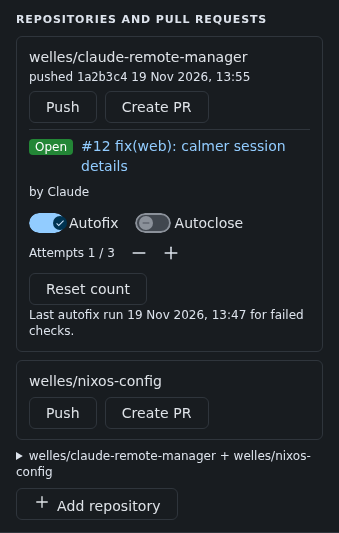 REPOSITORIES AND PULL REQUESTS
welles/claude-remote-manager
pushed 1a2b3c4 19 Nov 2026, 13:55
Push
Create PR
Open
#12 fix(web): calmer session
details
by Claude
Autofix
Autoclose
Attempts 1 / 3
Reset count
Last autofix run 19 Nov 2026, 13:47 for failed
checks.
welles/nixos-config
Push
Create PR
welles/claude-remote-manager + welles/nixos-
config
+ Add repository